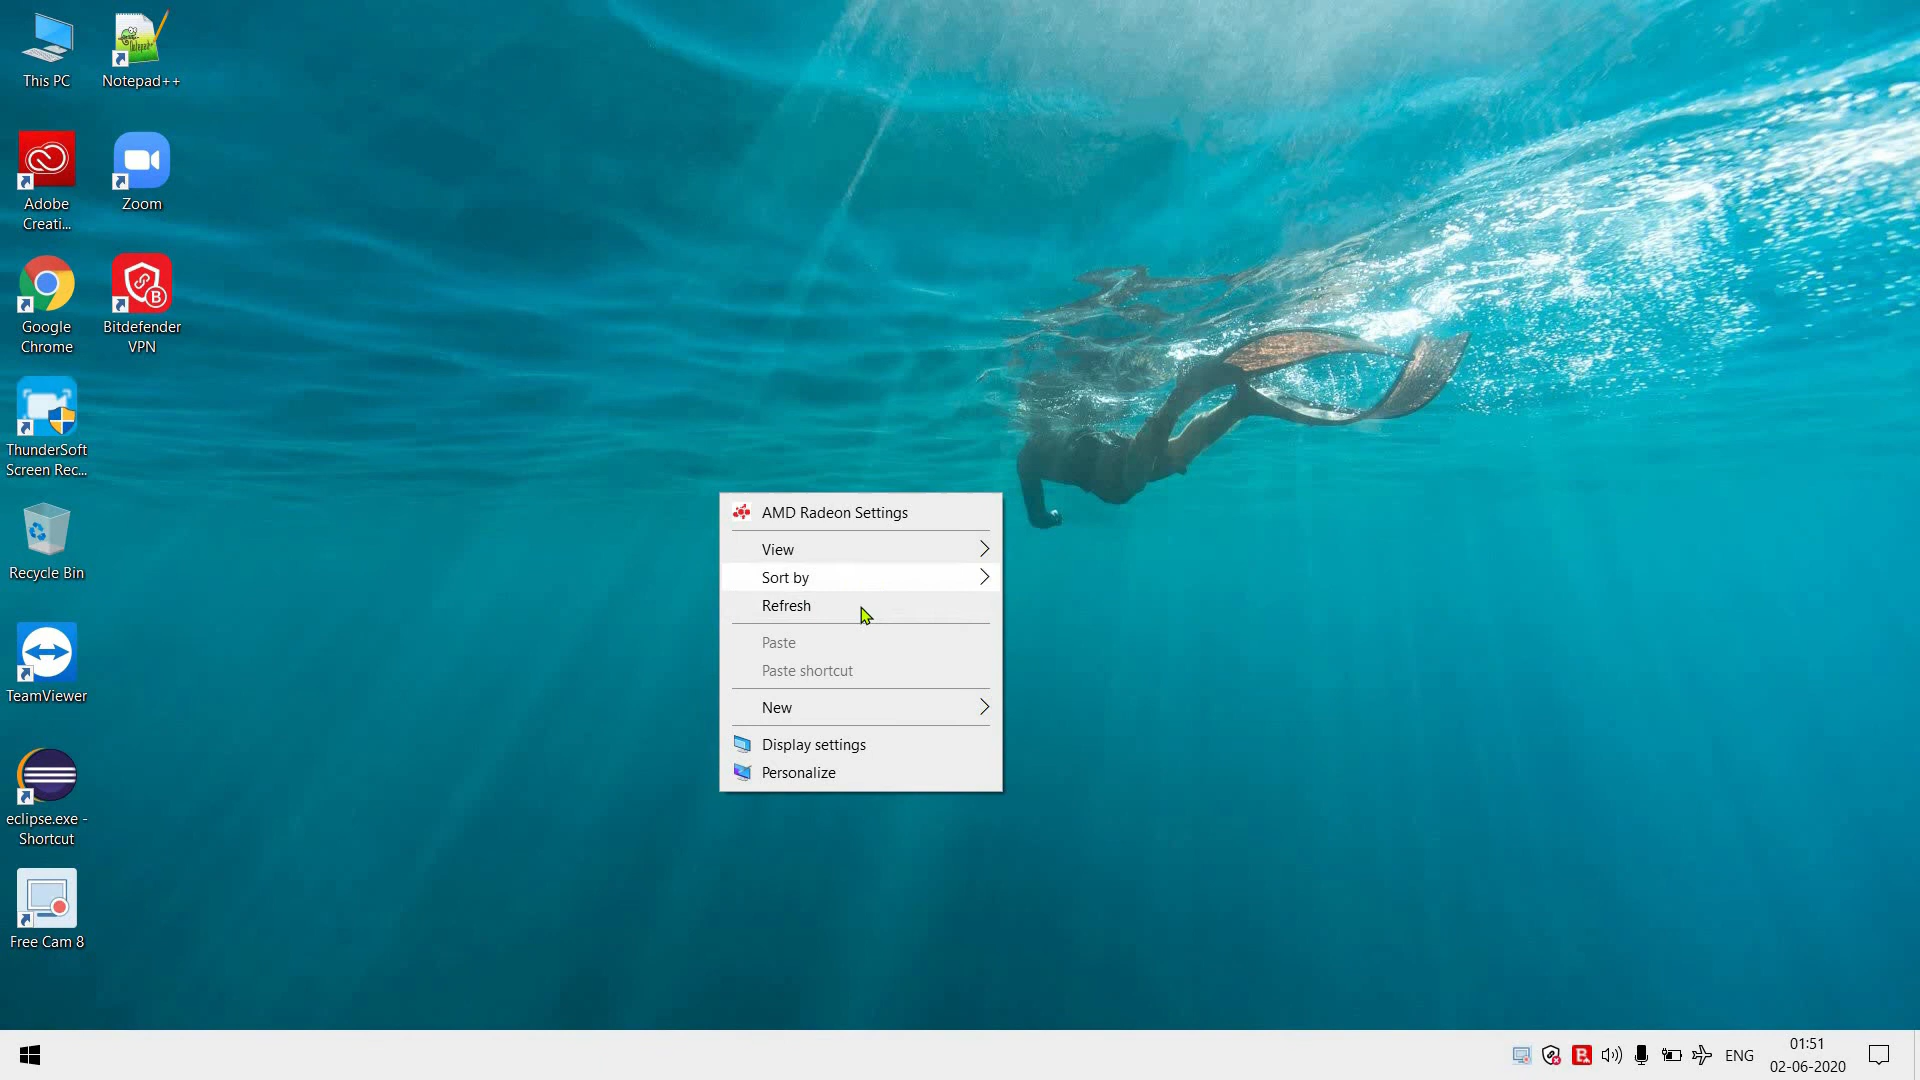 This PC
Notepad++
Adobe
Creati...
Zoom
Google
Chrome
Bitdefender
VPN
ThunderSoft
Screen Rec...
Recycle Bin
TeamViewer
eclipse.exe -
Shortcut
Free Cam 8
AMD Radeon Settings
View
Sort by
Refresh
Paste
Paste shortcut
New
Display settings
Personalize
ENG
01:51
02-06-2020